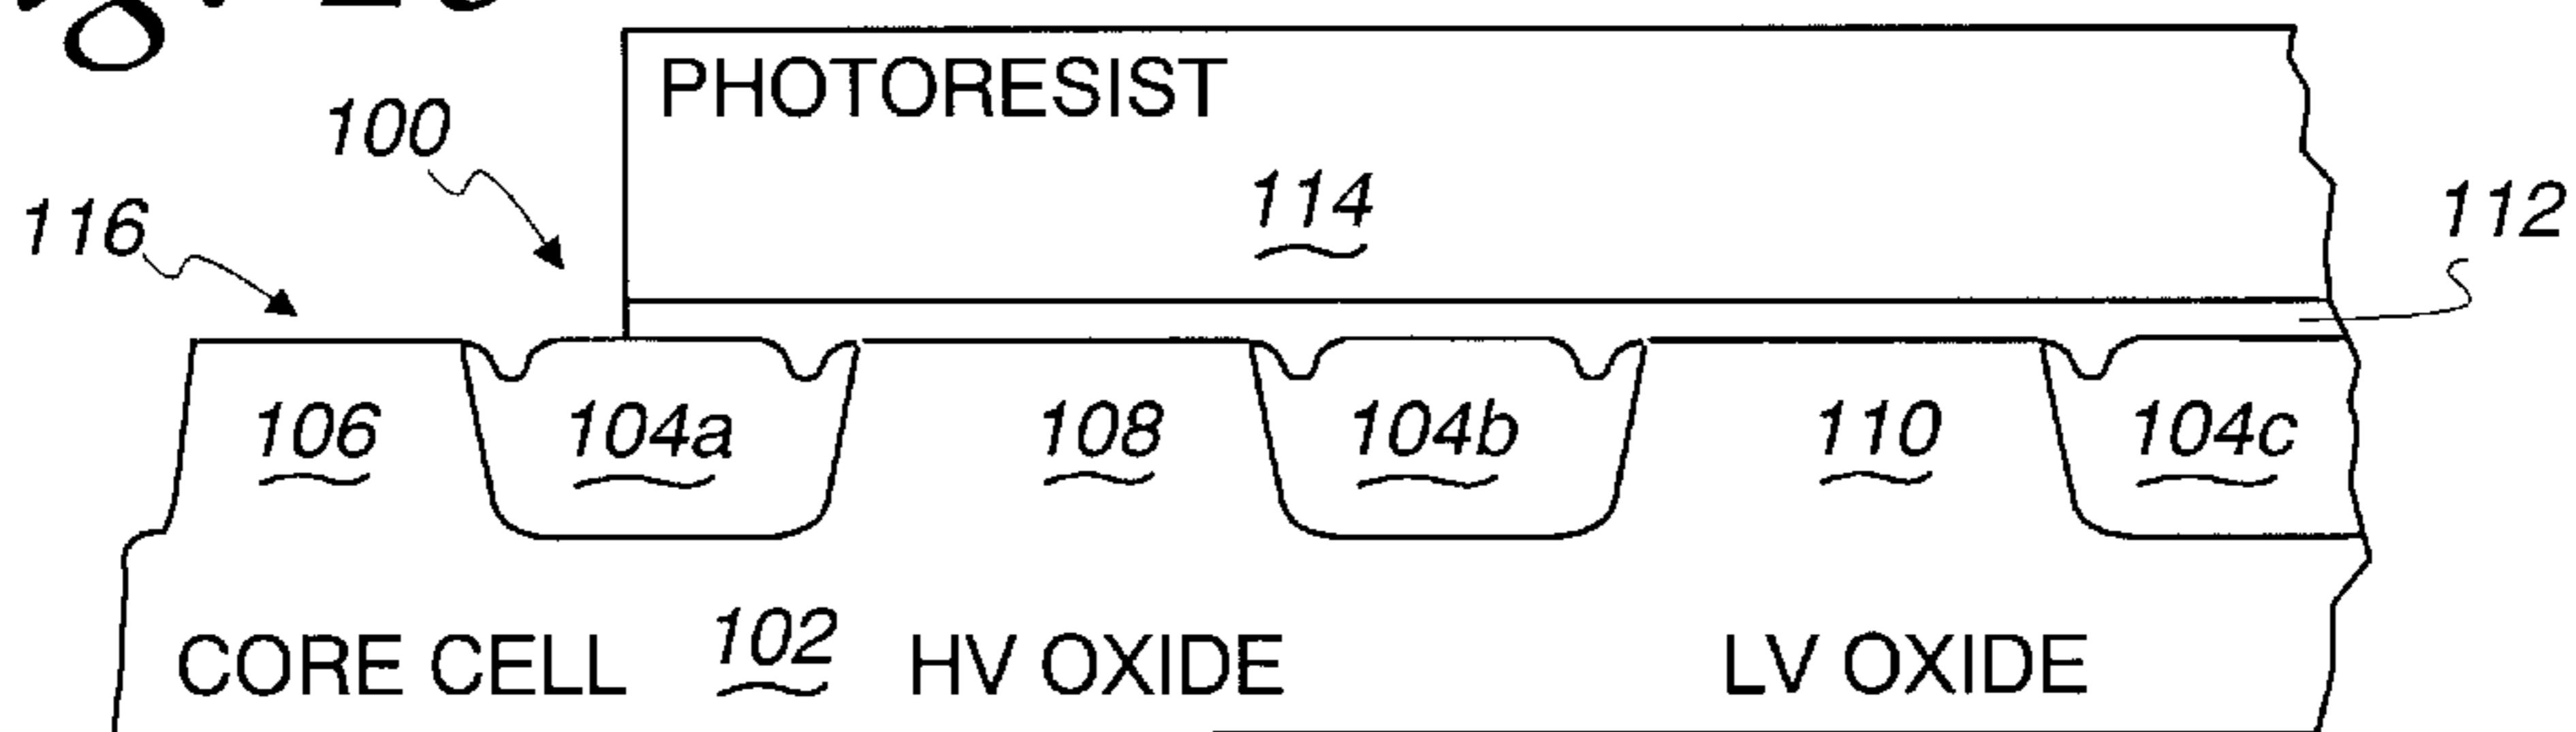 PHOTORESIST
100
114
116
112
106
104a
108
104b
110
104c
CORE CELL
102
HV OXIDE
LV OXIDE